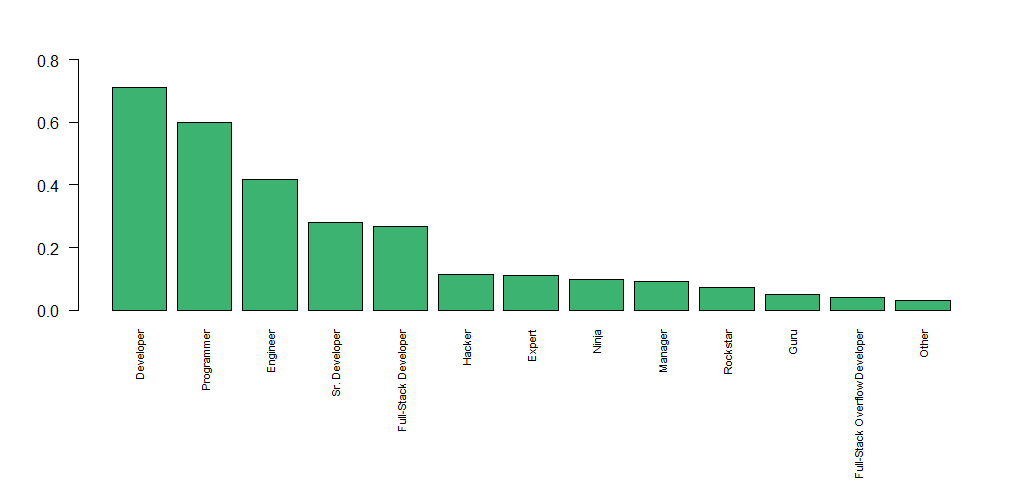 0.8
0.6
0.4
0.2
0.0
Developer
Programmer
Engineer
Sr. Developer
Full-Stack Developer
Hacker
Expert
Ninja
Manager
Rockstar
Guru
Full-Stack Overflow Developer
Other